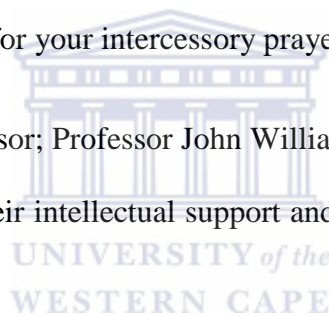 for your intercessory praye
sor; Professor John Willia
eir intellectual support and
UNIVERSITY of the
WESTERN CAPE